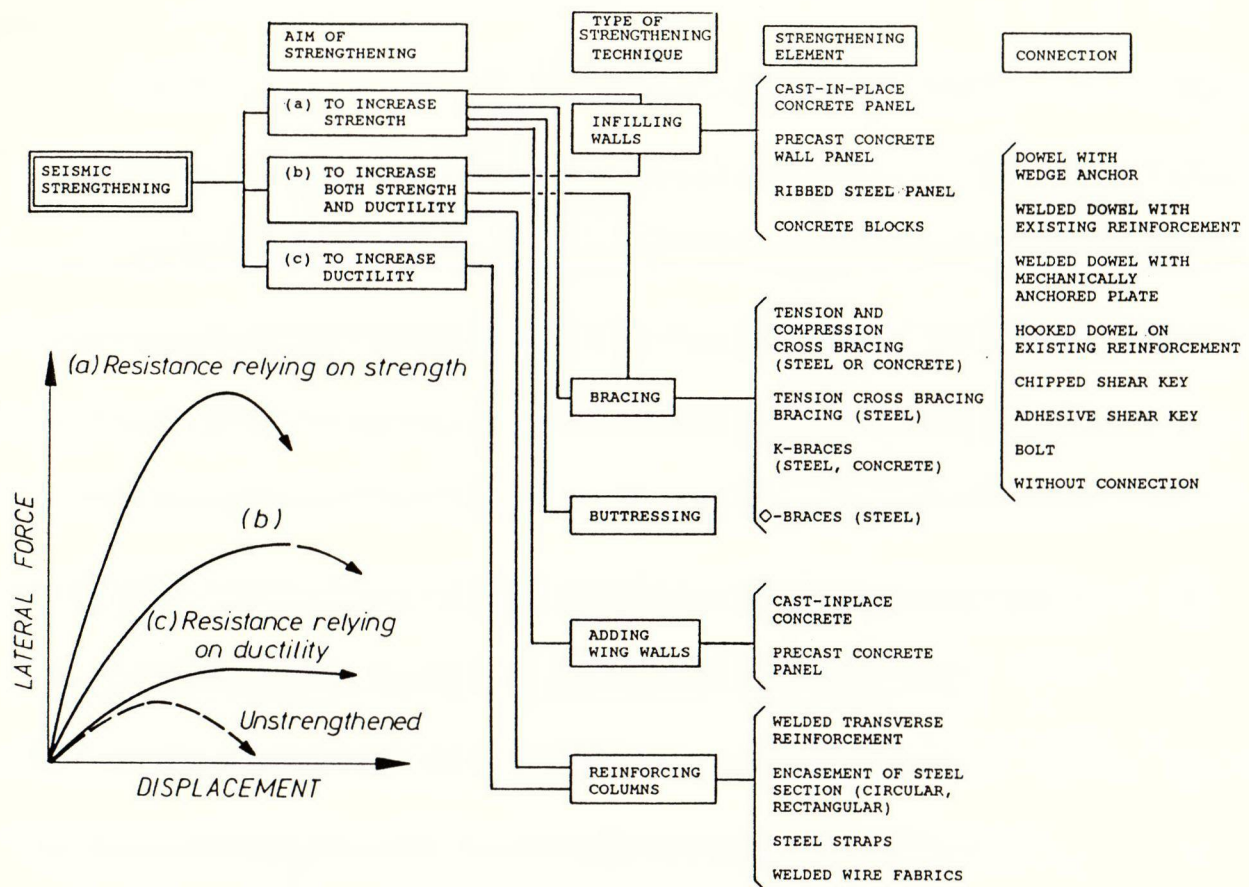 AIM OF
STRENGTHENING
TYPE OF
STRENGTHENING
TECHNIQUE
STRENGTHENING
ELEMENT
CONNECTION
SEISMIC
STRENGTHENING
(a) TO INCREASE
STRENGTH
(b) TO INCREASE
BOTH STRENGTH
AND DUCTILITY
(c) TO INCREASE
DUCTILITY
INFILLING
WALLS
CAST-IN-PLACE
CONCRETE PANEL
PRECAST CONCRETE
WALL PANEL
RIBBED STEEL PANEL
CONCRETE BLOCKS
BRACING
TENSION AND
COMPRESSION
CROSS BRACING
(STEEL OR CONCRETE)
TENSION CROSS BRACING
BRACING (STEEL)
K-BRACES
(STEEL, CONCRETE)
◇-BRACES (STEEL)
BUTTRESSING
ADDING
WING WALLS
CAST-INPLACE
CONCRETE
PRECAST CONCRETE
PANEL
REINFORCING
COLUMNS
WELDED TRANSVERSE
REINFORCEMENT
ENCASEMENT OF STEEL
SECTION (CIRCULAR,
RECTANGULAR)
STEEL STRAPS
WELDED WIRE FABRICS
DOWEL WITH
WEDGE ANCHOR
WELDED DOWEL WITH
EXISTING REINFORCEMENT
WELDED DOWEL WITH
MECHANICALLY
ANCHORED PLATE
HOOKED DOWEL ON
EXISTING REINFORCEMENT
CHIPPED SHEAR KEY
ADHESIVE SHEAR KEY
BOLT
WITHOUT CONNECTION
(a) Resistance relying on strength
(b)
(c) Resistance relying
on ductility
Unstrengthened
LATERAL FORCE
DISPLACEMENT